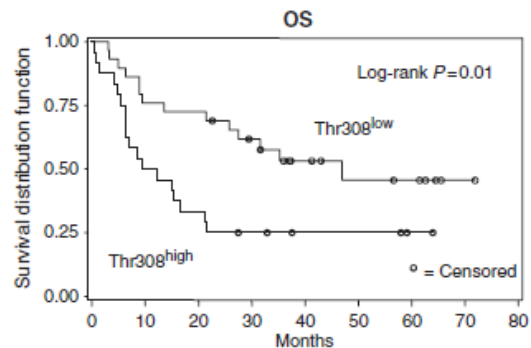 OS
Survival distribution function
1.00
0.75
0.50
0.25
0.00
Log-rank P=0.01
Thr308low
Thr308high
o = Censored
0 10 20 30 40 50 60 70 80
Months